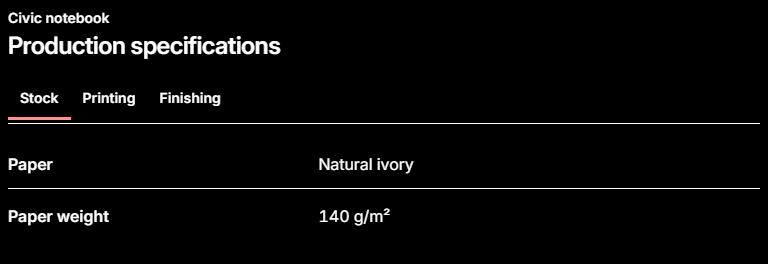 Civic notebook
Production specifications
Stock Printing Finishing
Paper Natural ivory
Paper weight 140 g/m²